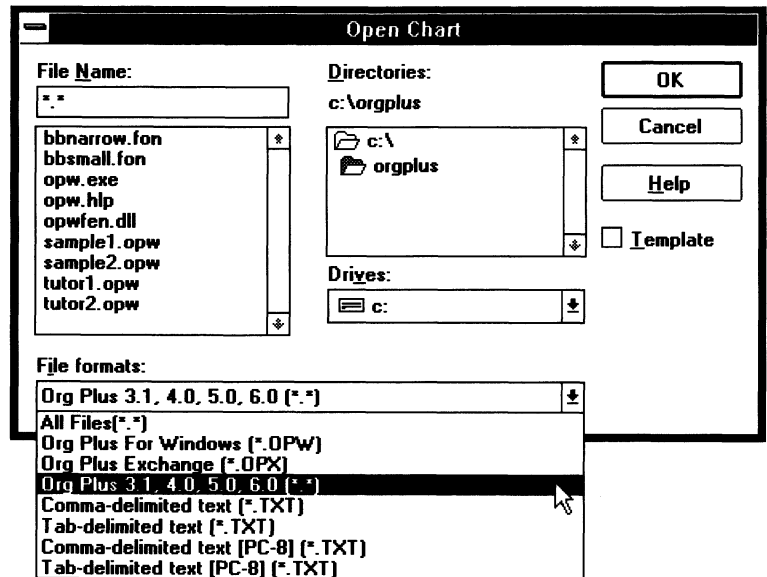 Open Chart
File Name:
*.*
bbnarrow.fon
bbsmall.fon
opw.exe
opw.hlp
opwfen.dll
sample1.opw
sample2.opw
tutor1.opw
tutor2.opw
Directories:
c:\orgplus
c:\
orgplus
Drives:
c:
OK
Cancel
Help
Template
File formats:
Org Plus 3.1, 4.0, 5.0, 6.0 (*.*)
All Files(*.*)
Org Plus For Windows (*.OPW)
Org Plus Exchange (*.OPX)
Org Plus 3.1, 4.0, 5.0, 6.0 (*.*)
Comma-delimited text (*.TXT)
Tab-delimited text (*.TXT)
Comma-delimited text [PC-8] (*.TXT)
Tab-delimited text [PC-8] (*.TXT)